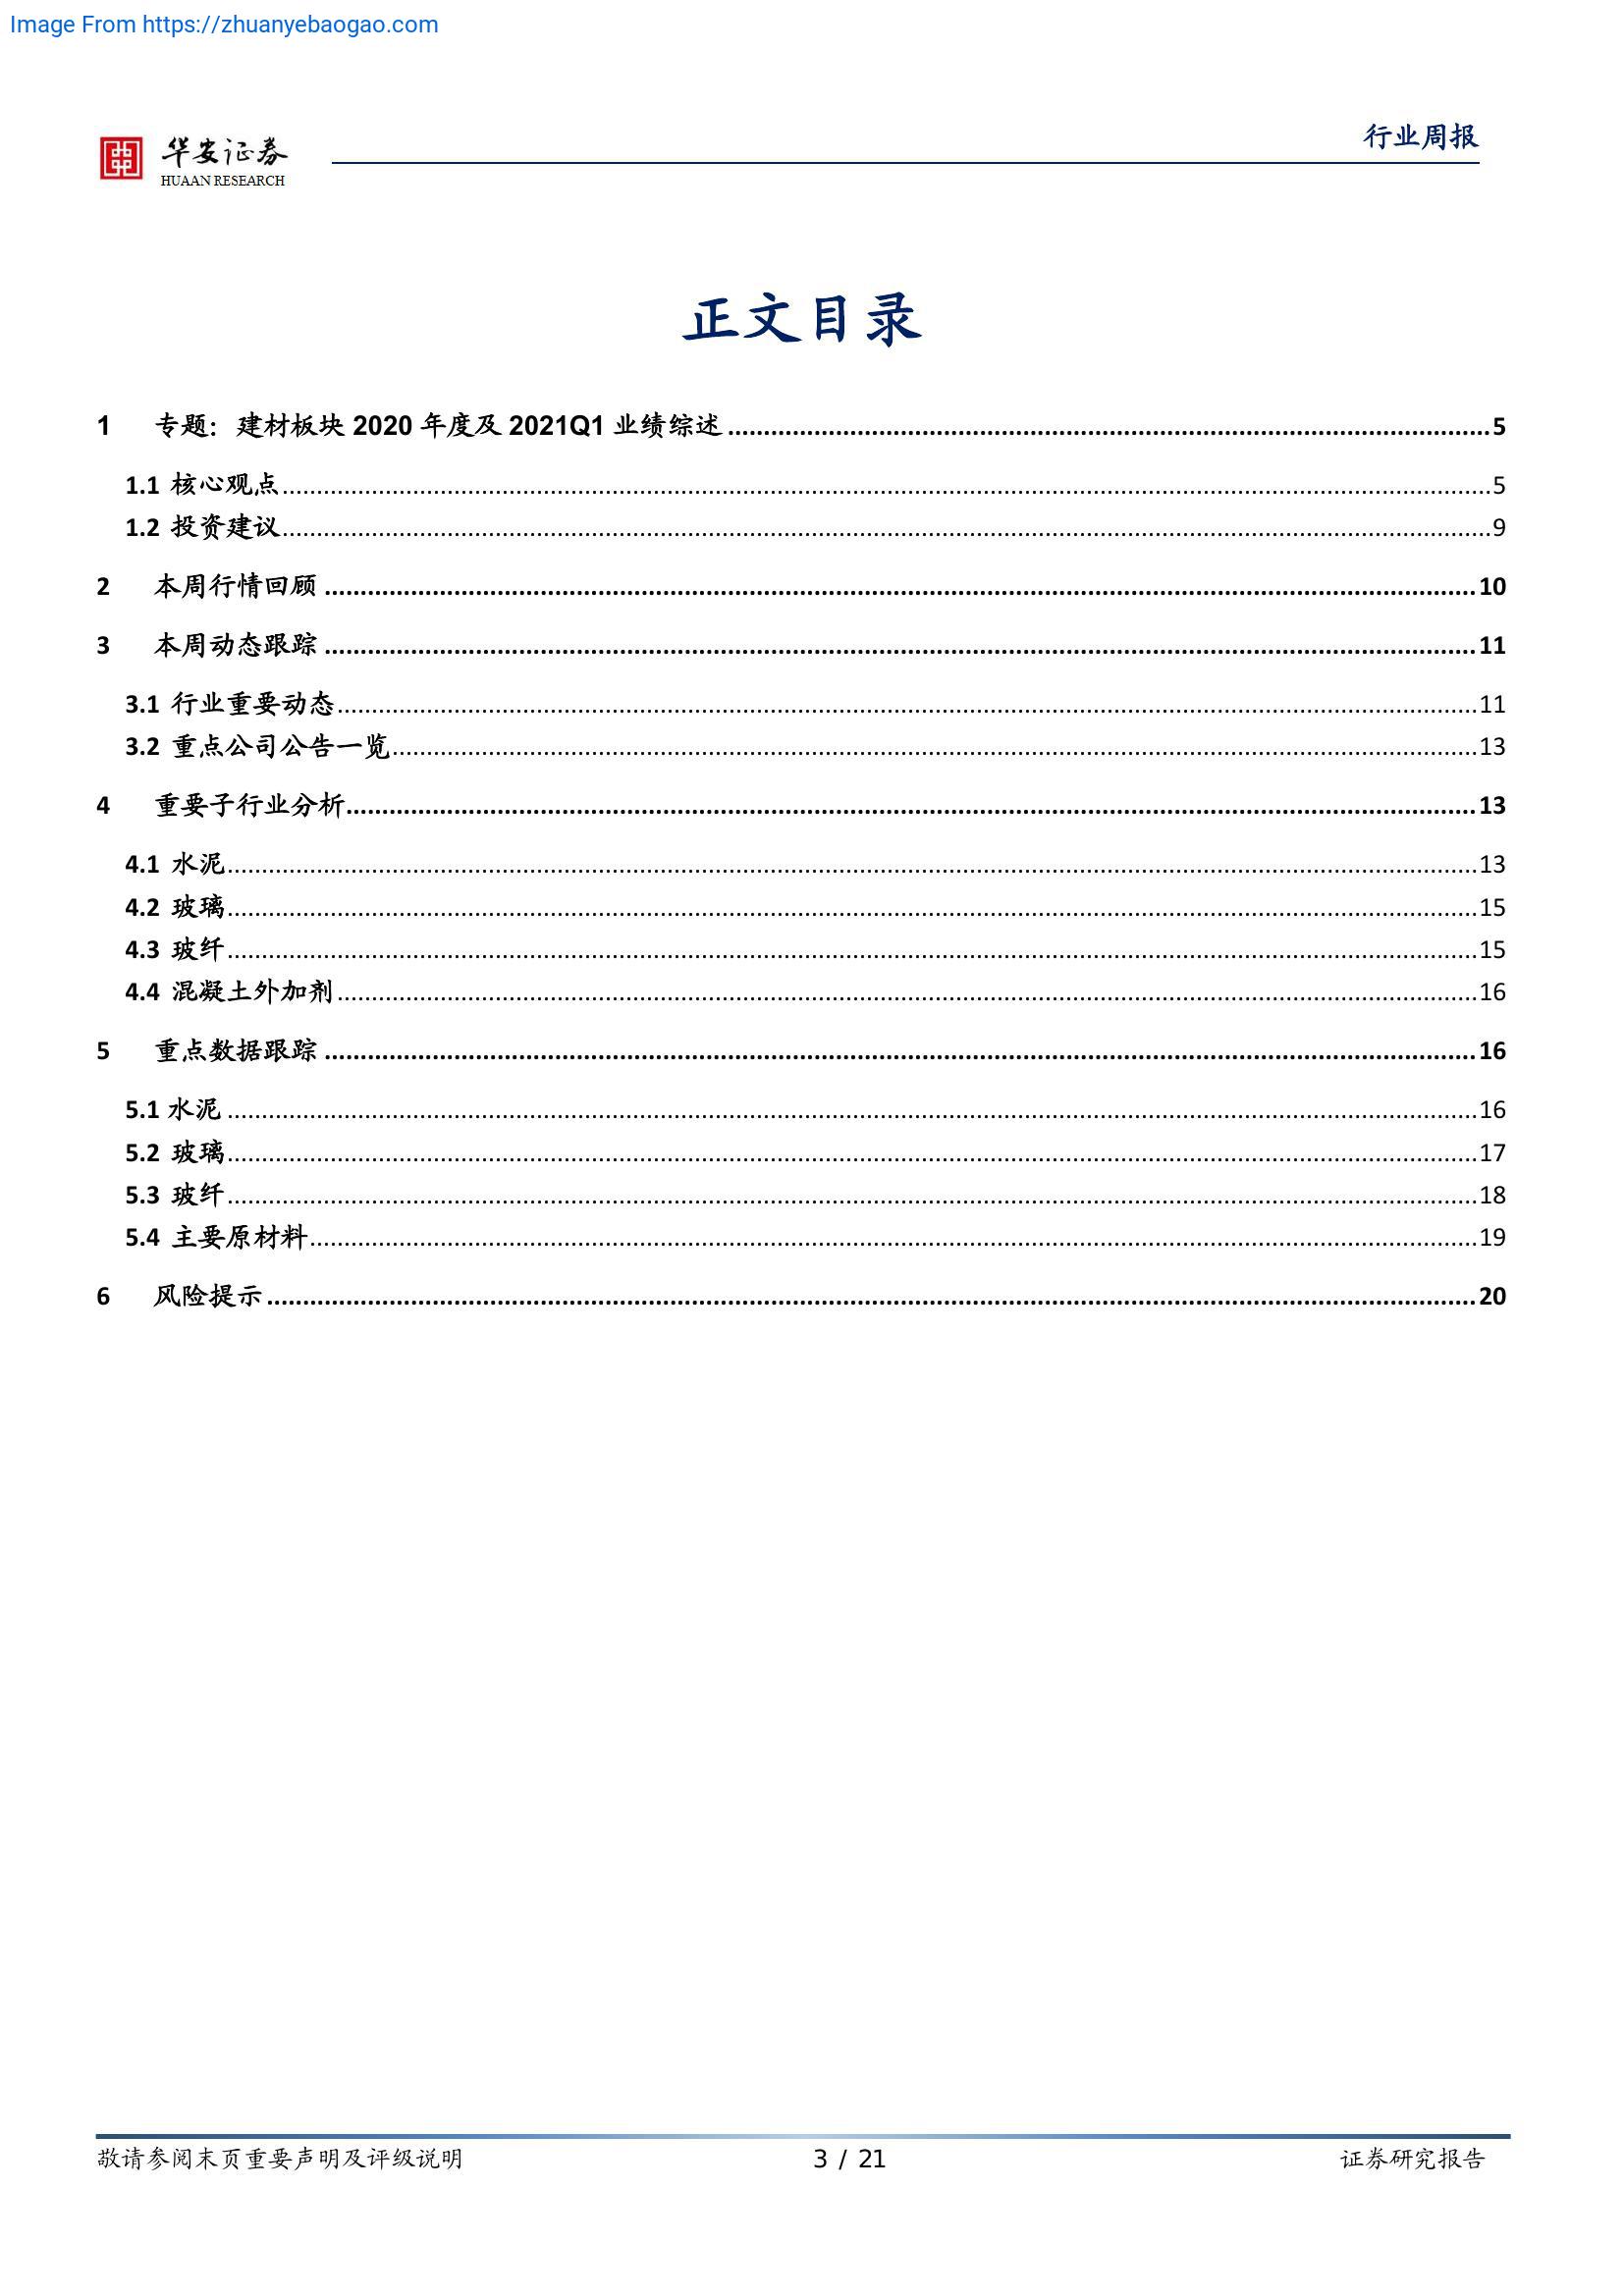 Image From https://zhuanyebaogao.com
行业周报
华安证券
HUAAN RESEARCH
正文目录
1 专题：建材板块 2020 年度及 2021Q1 业绩综述 5
1.1 核心观点 5
1.2 投资建议 9
2 本周行情回顾 10
3 本周动态跟踪 11
3.1 行业重要动态 11
3.2 重点公司公告一览 13
4 重要子行业分析 13
4.1 水泥 13
4.2 玻璃 15
4.3 玻纤 15
4.4 混凝土外加剂 16
5 重点数据跟踪 16
5.1 水泥 16
5.2 玻璃 17
5.3 玻纤 18
5.4 主要原材料 19
6 风险提示 20
敬请参阅末页重要声明及评级说明 3 / 21 证券研究报告